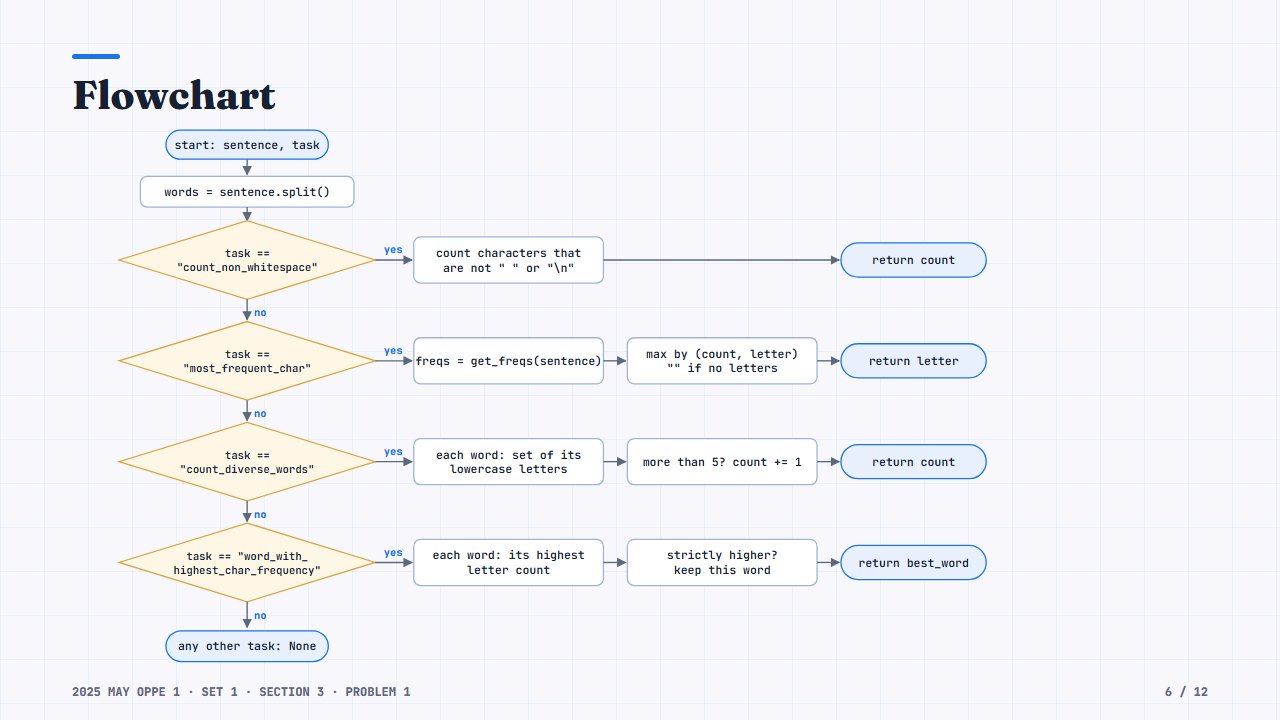 Flowchart
start: sentence, task
words = sentence.split()
task ==
"count_non_whitespace"
yes
count characters that
are not " " or "\n"
return count
no
task ==
"most_frequent_char"
yes
freqs = get_freqs(sentence)
max by (count, letter)
"" if no letters
return letter
no
task ==
"count_diverse_words"
yes
each word: set of its
lowercase letters
more than 5? count += 1
return count
no
task == "word_with_
highest_char_frequency"
yes
each word: its highest
letter count
strictly higher?
keep this word
return best_word
no
any other task: None
2025 MAY OPPE 1 · SET 1 · SECTION 3 · PROBLEM 1
6 / 12